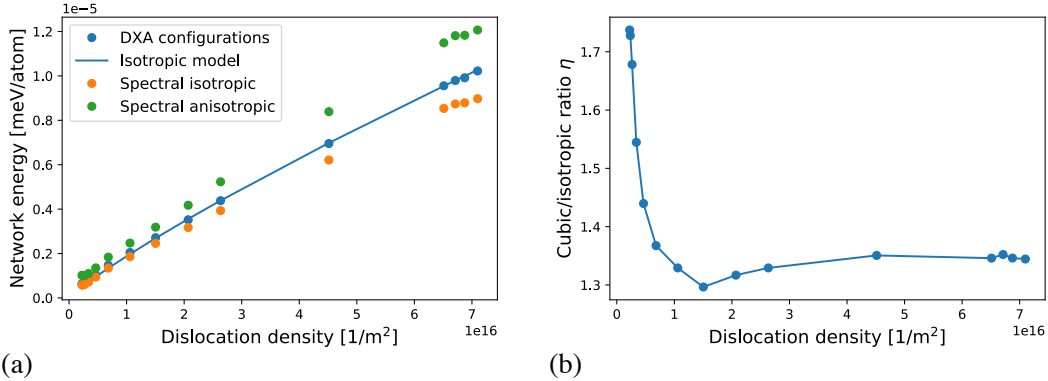 1e−5
Network energy [meV/atom]
1.2
1.0
0.8
0.6
0.4
0.2
0.0
DXA configurations
Isotropic model
Spectral isotropic
Spectral anisotropic
0 1 2 3 4 5 6 7
1e16
Dislocation density [1/m²]
(a)
Cubic/isotropic ratio η
1.7
1.6
1.5
1.4
1.3
0 1 2 3 4 5 6 7
1e16
Dislocation density [1/m²]
(b)